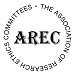 THE ASSOCIATION OF RESEARCH ETHICS COMMITTEES •
AREC